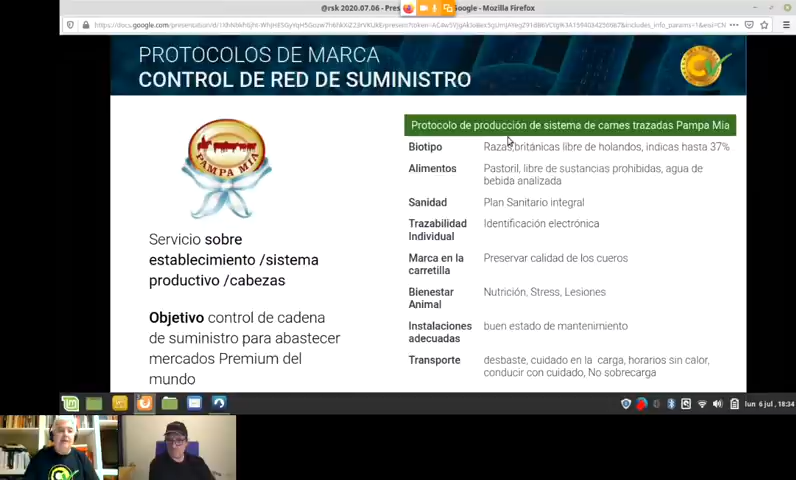 @rsk 2020.07.06 - Pres
Google - Mozilla Firefox
PROTOCOLOS DE MARCA
CONTROL DE RED DE SUMINISTRO
PAMPA MIA
Servicio sobre
establecimiento /sistema
productivo /cabezas
Objetivo control de cadena
de suministro para abastecer
mercados Premium del
mundo
Protocolo de producción de sistema de carnes trazadas Pampa Mia
Biotipo Razas británicas libre de holandos, indicas hasta 37%
Alimentos Pastoril, libre de sustancias prohibidas, agua de
bebida analizada
Sanidad Plan Sanitario integral
Trazabilidad Identificación electrónica
Individual
Marca en la Preservar calidad de los cueros
carretilla
Bienestar Nutrición, Stress, Lesiones
Animal
Instalaciones buen estado de mantenimiento
adecuadas
Transporte desbaste, cuidado en la carga, horarios sin calor,
conducir con cuidado, No sobrecarga
lun 6 jul , 18:34